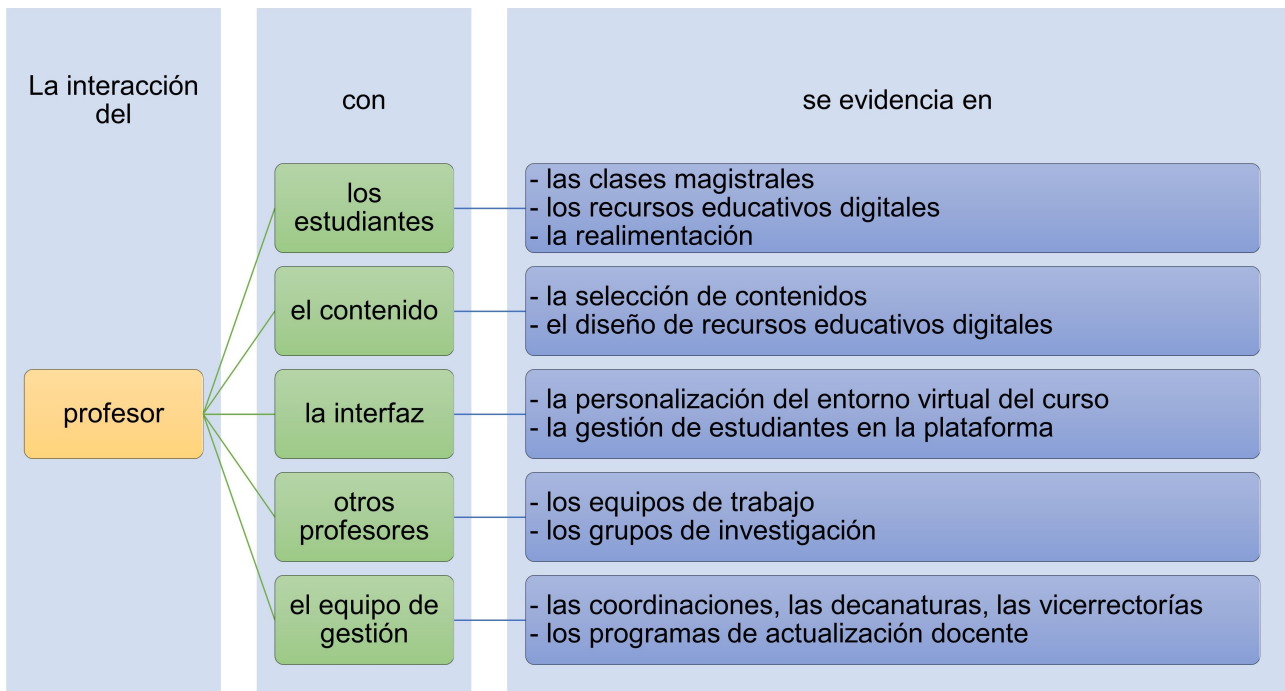 La interacción
del
con
se evidencia en
profesor
los
estudiantes
- las clases magistrales
- los recursos educativos digitales
- la realimentación
el contenido
- la selección de contenidos
- el diseño de recursos educativos digitales
la interfaz
- la personalización del entorno virtual del curso
- la gestión de estudiantes en la plataforma
otros
profesores
- los equipos de trabajo
- los grupos de investigación
el equipo de
gestión
- las coordinaciones, las decanaturas, las vicerrectorías
- los programas de actualización docente